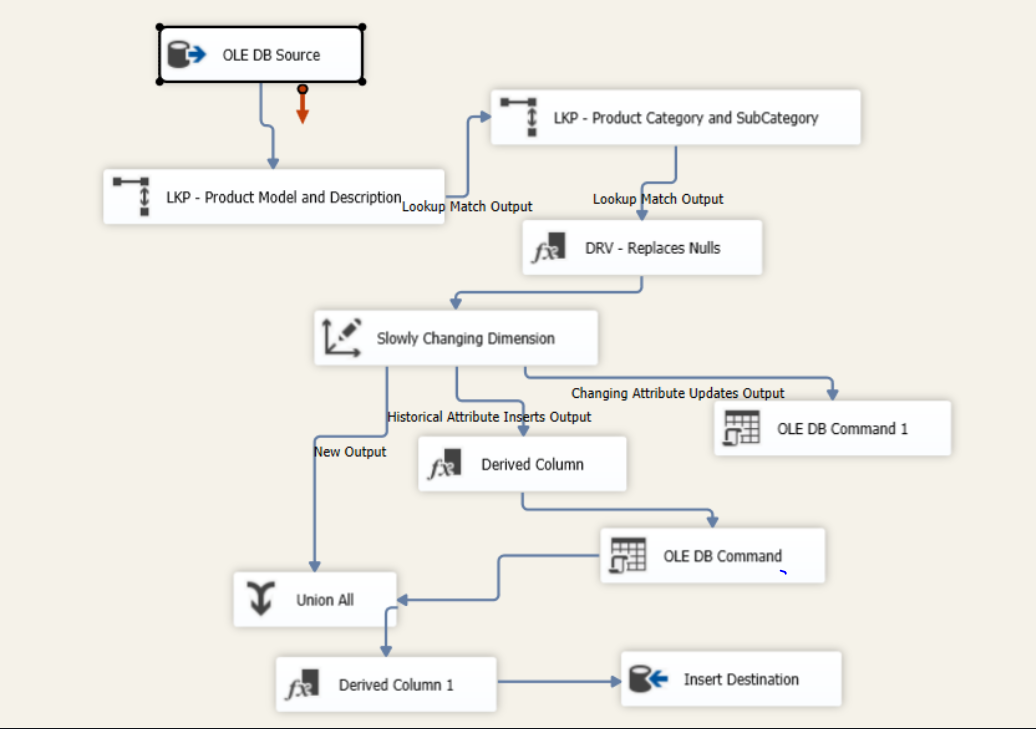 OLE DB Source
LKP - Product Category and SubCategory
LKP - Product Model and Description
Lookup Match Output
Lookup Match Output
DRV - Replaces Nulls
Slowly Changing Dimension
Changing Attribute Updates Output
Historical Attribute Inserts Output
OLE DB Command 1
New Output
Derived Column
OLE DB Command
Union All
Derived Column 1
Insert Destination